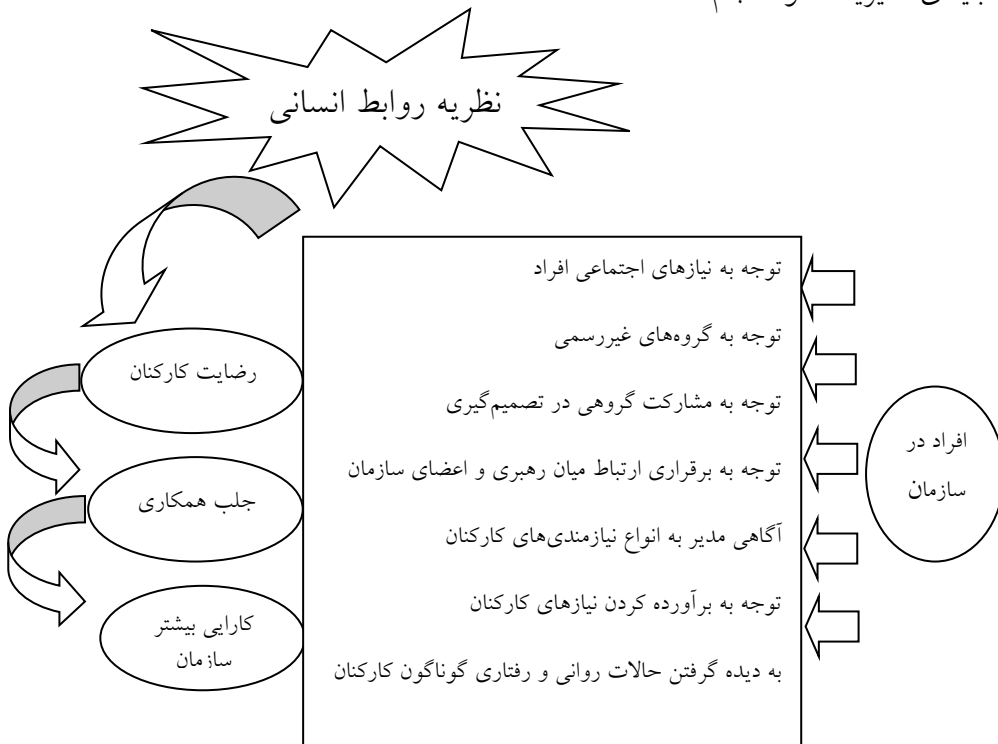 نظریه روابط انسانی
توجه به نیازهای اجتماعی افراد
توجه به گروه‌های غیررسمی
توجه به مشارکت گروهی در تصمیم‌گیری
توجه به برقراری ارتباط میان رهبری و اعضای سازمان
آگاهی مدیر به انواع نیازمندی‌های کارکنان
توجه به برآورده کردن نیازهای کارکنان
به دیده گرفتن حالات روانی و رفتاری گوناگون کارکنان
افراد در
سازمان
رضایت کارکنان
جلب همکاری
کارایی بیشتر
سازمان